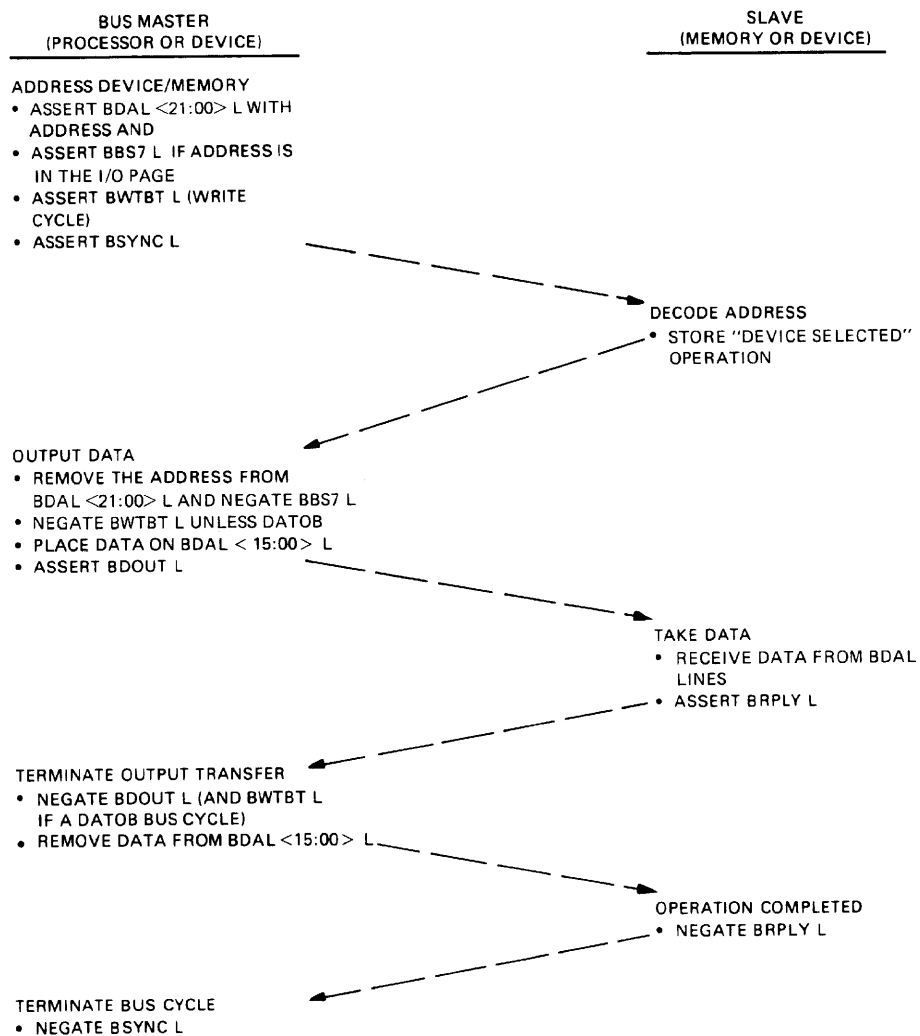 BUS MASTER
(PROCESSOR OR DEVICE)
SLAVE
(MEMORY OR DEVICE)
ADDRESS DEVICE/MEMORY
• ASSERT BDAL <21:00> L WITH
ADDRESS AND
• ASSERT BBS7 L IF ADDRESS IS
IN THE I/O PAGE
• ASSERT BWTBT L (WRITE
CYCLE)
• ASSERT BSYNC L
DECODE ADDRESS
• STORE "DEVICE SELECTED"
OPERATION
OUTPUT DATA
• REMOVE THE ADDRESS FROM
BDAL <21:00> L AND NEGATE BBS7 L
• NEGATE BWTBT L UNLESS DATOB
• PLACE DATA ON BDAL < 15:00> L
• ASSERT BDOUT L
TAKE DATA
• RECEIVE DATA FROM BDAL
LINES
• ASSERT BRPLY L
TERMINATE OUTPUT TRANSFER
• NEGATE BDOUT L (AND BWTBT L
IF A DATOB BUS CYCLE)
• REMOVE DATA FROM BDAL <15:00> L
OPERATION COMPLETED
• NEGATE BRPLY L
TERMINATE BUS CYCLE
• NEGATE BSYNC L